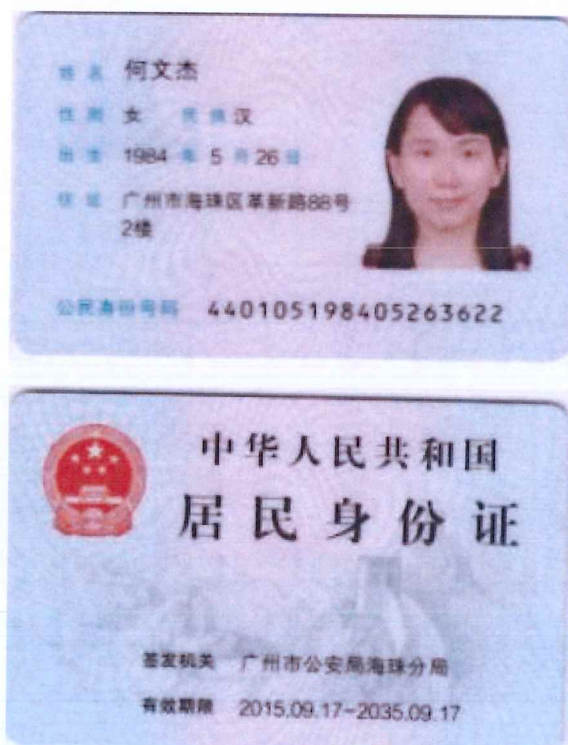 姓名 何文杰
性别 女 民族 汉
出生 1984 年 5 月 26 日
住址 广州市海珠区革新路88号
2楼
公民身份号码 440105198405263622
中华人民共和国
居民身份证
签发机关 广州市公安局海珠分局
有效期限 2015.09.17-2035.09.17